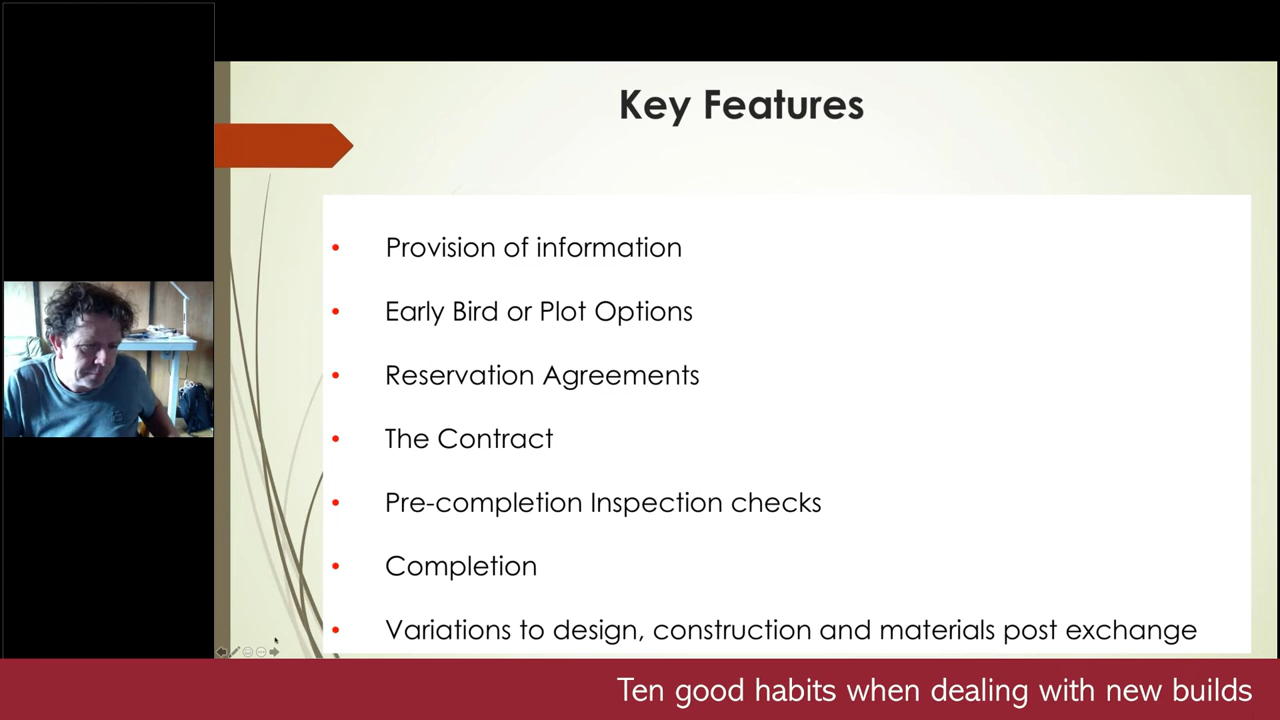 Key Features
• Provision of information
• Early Bird or Plot Options
• Reservation Agreements
• The Contract
• Pre-completion Inspection checks
• Completion
• Variations to design, construction and materials post exchange
Ten good habits when dealing with new builds